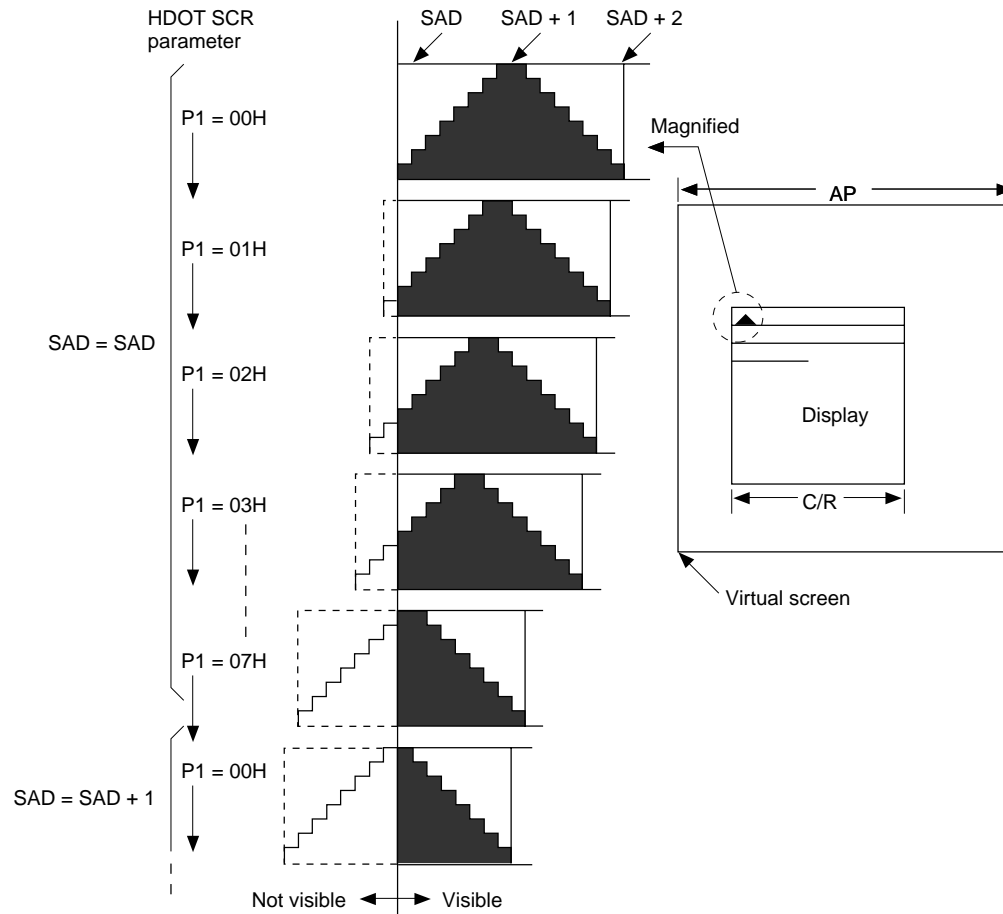 HDOT SCR
parameter
SAD
SAD + 1
SAD + 2
P1 = 00H
Magnified
AP
P1 = 01H
SAD = SAD
P1 = 02H
Display
P1 = 03H
C/R
Virtual screen
P1 = 07H
P1 = 00H
SAD = SAD + 1
Not visible
Visible